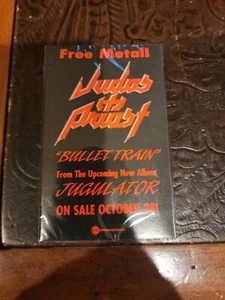 Free Metal!
Judas
Priest
"BULLET TRAIN"
From The Upcoming New Album,
JUGULATOR
ON SALE OCTOBER 28!